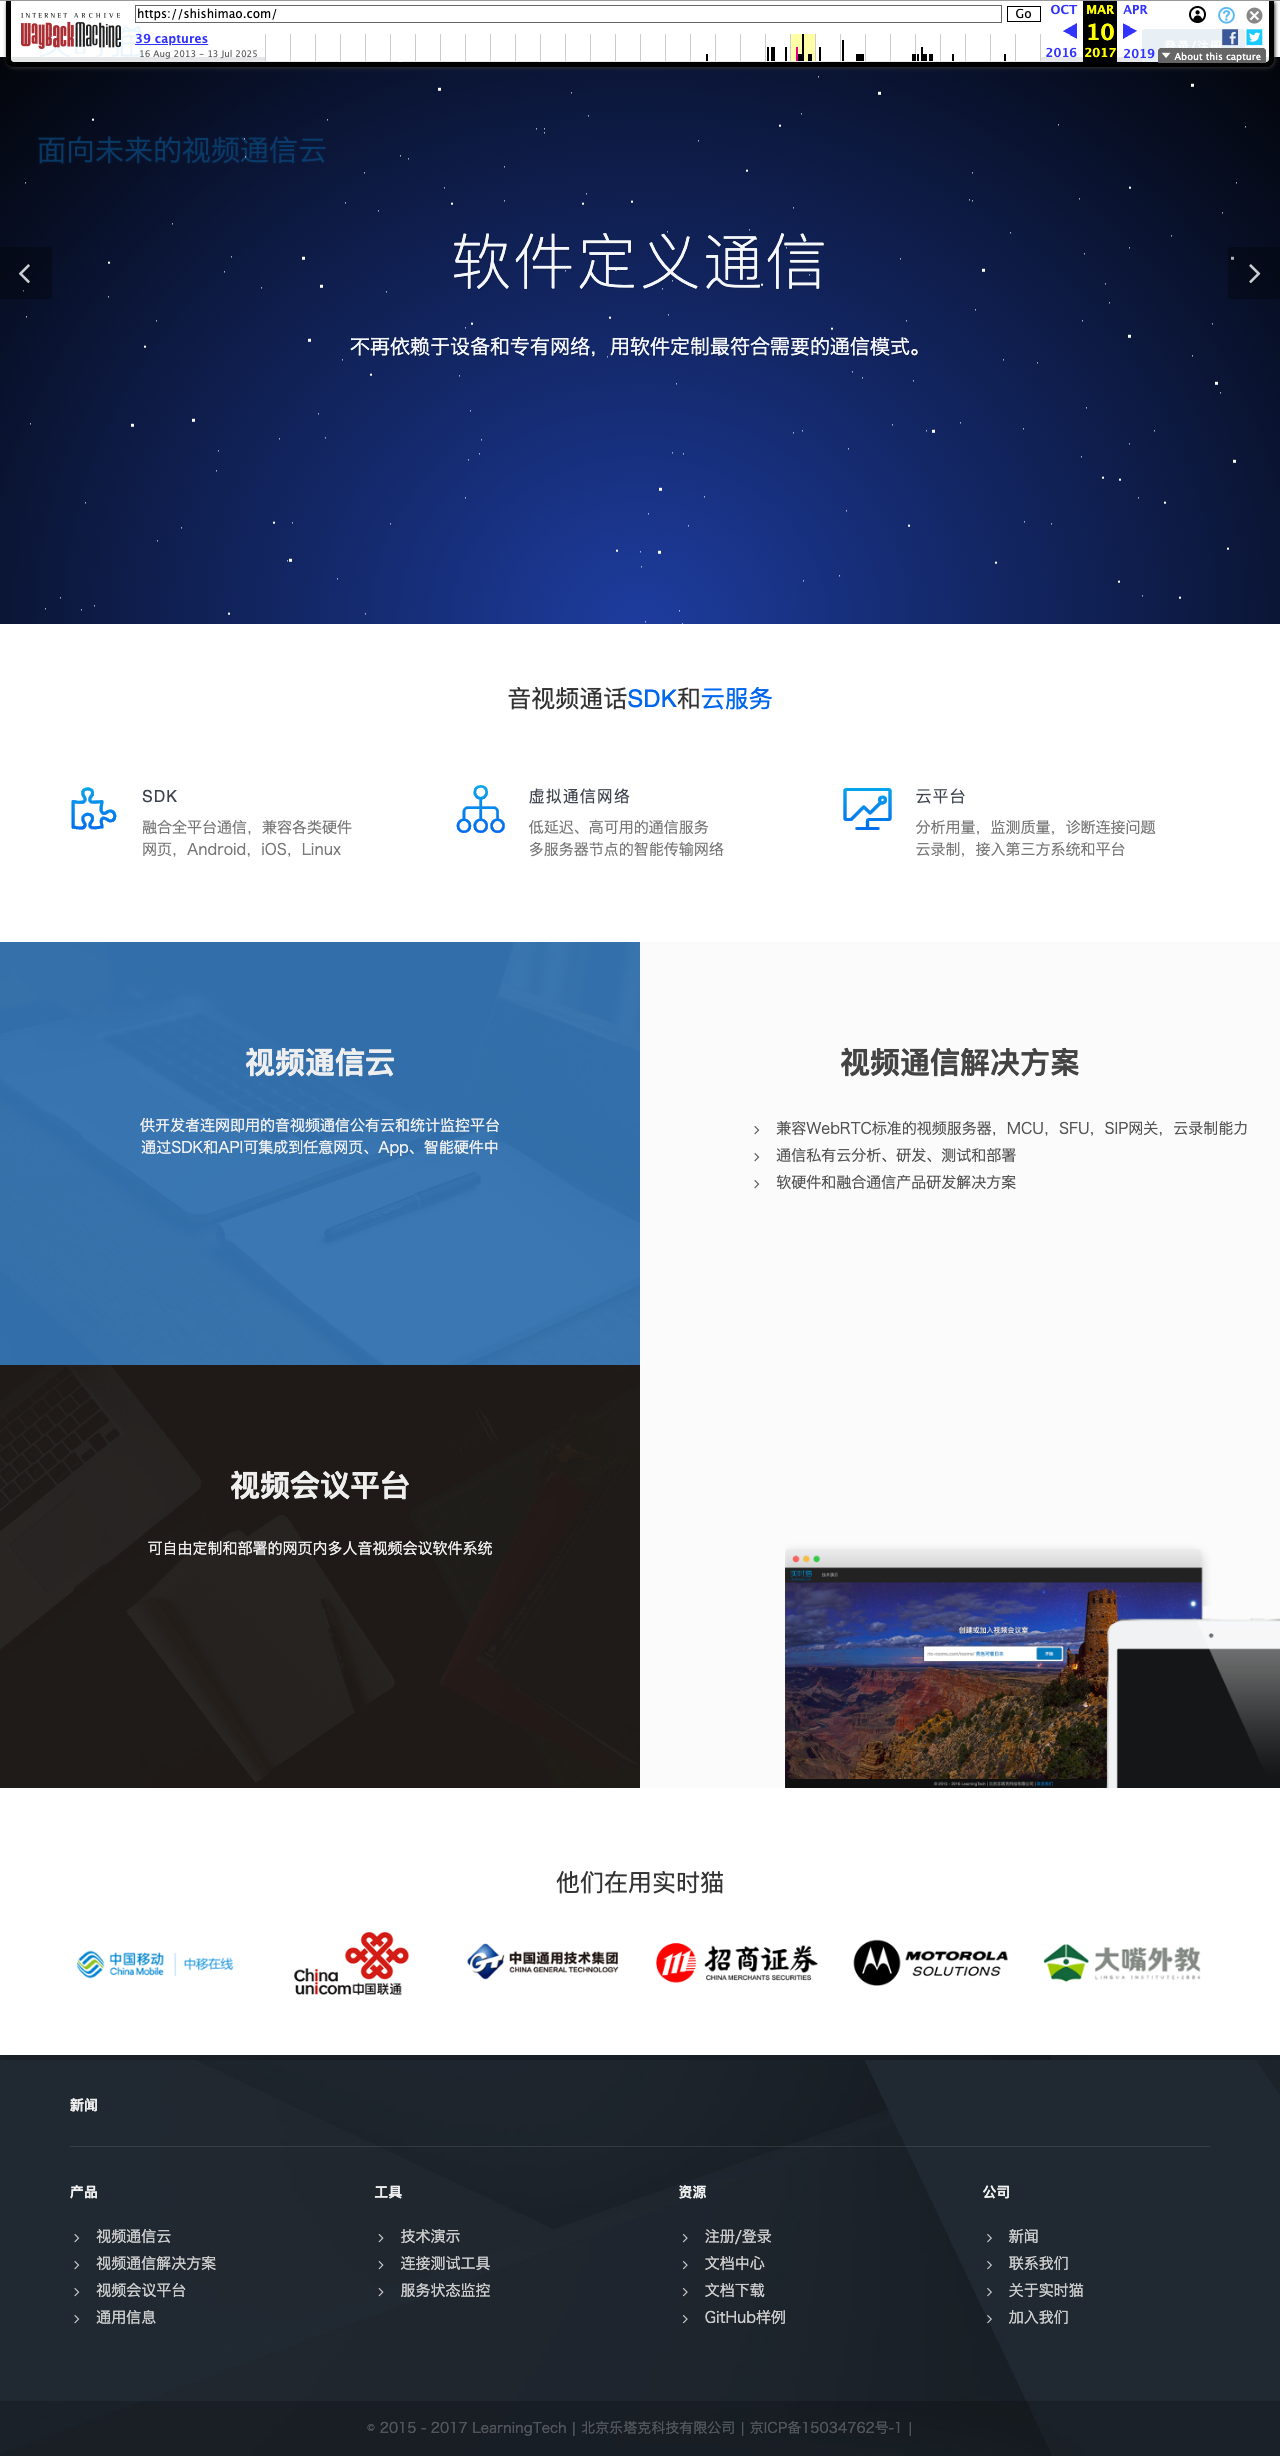 INTERNET ARCHIVE
WayBackMachine
https://shishimao.com/
Go
39 captures
16 Aug 2013 – 13 Jul 2025
OCT
MAR
APR
10
2016
2017
2019
About this capture
面向未来的视频通信云
软件定义通信
不再依赖于设备和专有网络，用软件定制最符合需要的通信模式。
音视频通话SDK和云服务
SDK
融合全平台通信，兼容各类硬件
网页，Android，iOS，Linux
虚拟通信网络
低延迟、高可用的通信服务
多服务器节点的智能传输网络
云平台
分析用量，监测质量，诊断连接问题
云录制，接入第三方系统和平台
视频通信云
供开发者连网即用的音视频通信公有云和统计监控平台
通过SDK和API可集成到任意网页、App、智能硬件中
视频通信解决方案
兼容WebRTC标准的视频服务器，MCU，SFU，SIP网关，云录制能力
通信私有云分析、研发、测试和部署
软硬件和融合通信产品研发解决方案
视频会议平台
可自由定制和部署的网页内多人音视频会议软件系统
技术演示
创建或加入视频会议室
他们在用实时猫
中国移动
China Mobile
中移在线
China
unicom中国联通
中国通用技术集团
CHINA GENERAL TECHNOLOGY
招商证券
CHINA MERCHANTS SECURITIES
MOTOROLA
SOLUTIONS
大嘴外教
新闻
产品
视频通信云
视频通信解决方案
视频会议平台
通用信息
工具
技术演示
连接测试工具
服务状态监控
资源
注册/登录
文档中心
文档下载
GitHub样例
公司
新闻
联系我们
关于实时猫
加入我们
© 2015 - 2017 LearningTech | 北京乐塔克科技有限公司 | 京ICP备15034762号-1 |